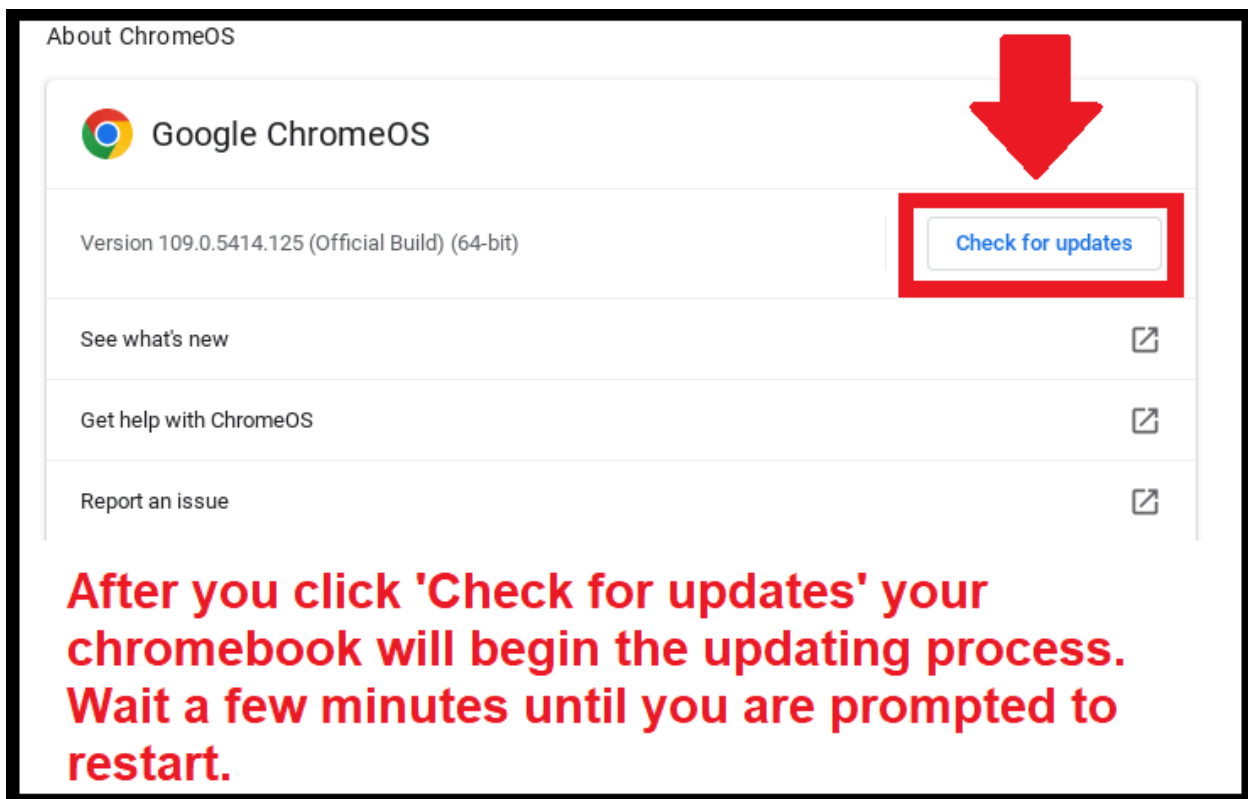 About ChromeOS
Google ChromeOS
Version 109.0.5414.125 (Official Build) (64-bit)
Check for updates
See what's new
Get help with ChromeOS
Report an issue
After you click 'Check for updates' your
chromebook will begin the updating process.
Wait a few minutes until you are prompted to
restart.